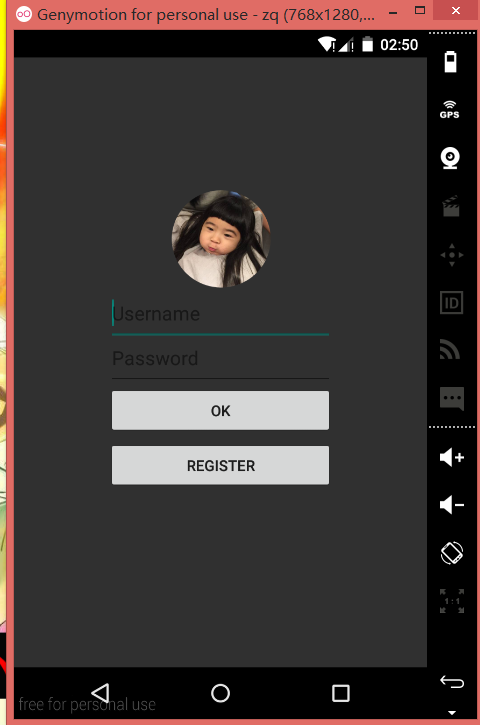 Genymotion for personal use - zq (768x1280,...
02:50
GPS
Username
Password
ID
OK
REGISTER
1:1
free for personal use